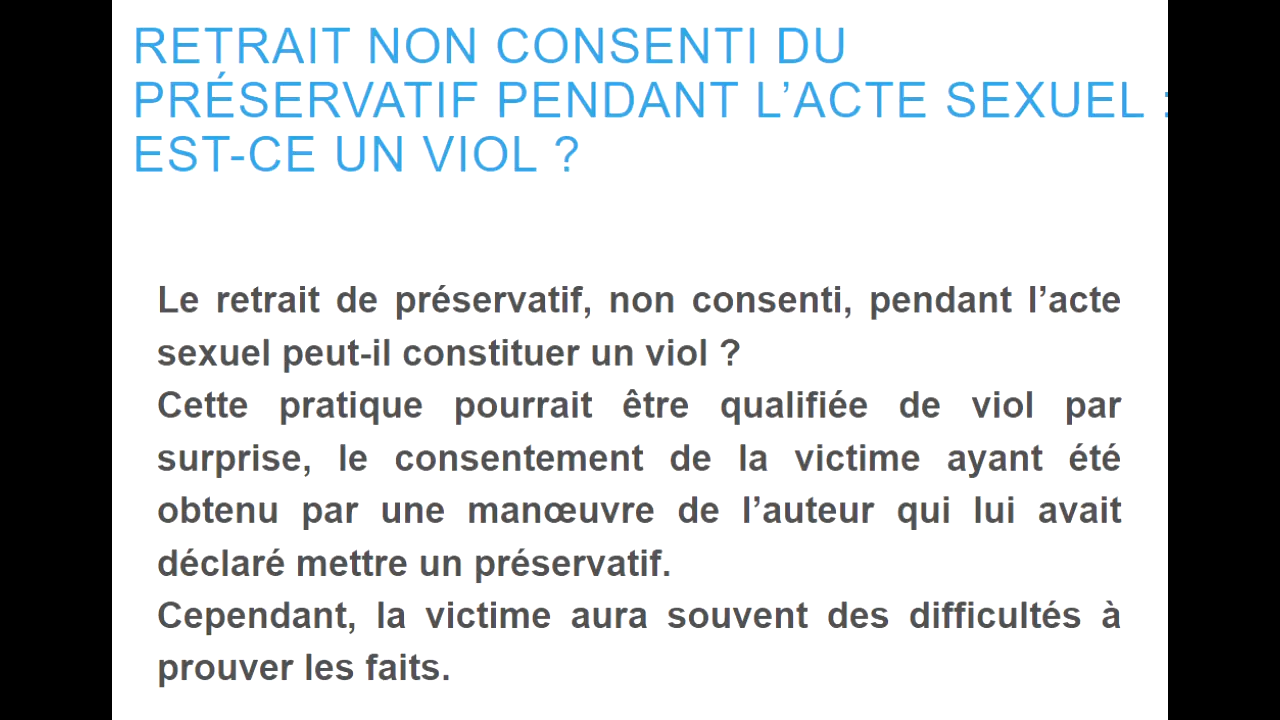 RETRAIT NON CONSENTI DU
PRÉSERVATIF PENDANT L’ACTE SEXUEL :
EST-CE UN VIOL ?
Le retrait de préservatif, non consenti, pendant l’acte
sexuel peut-il constituer un viol ?
Cette pratique pourrait être qualifiée de viol par
surprise, le consentement de la victime ayant été
obtenu par une manœuvre de l’auteur qui lui avait
déclaré mettre un préservatif.
Cependant, la victime aura souvent des difficultés à
prouver les faits.